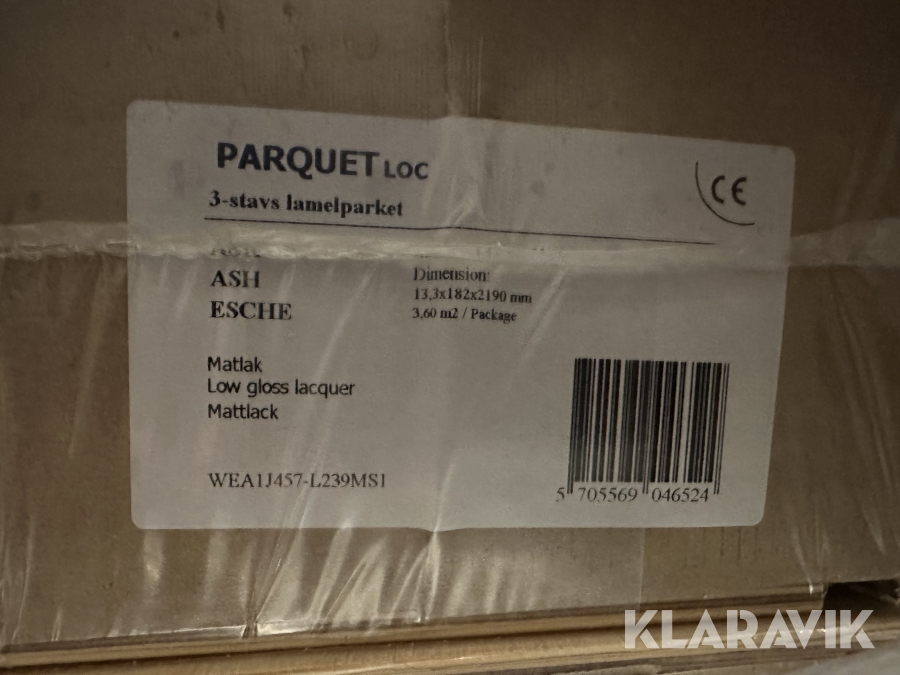 PARQUET LOC
3-stavs lamelparket
CE
ASH
ESCHE
Dimension:
13,3x182x2190 mm
3,60 m2 / Package
Matlak
Low gloss lacquer
Mattlack
WEA1J457-L239MS1
5 705569 046524
KLARAVIK